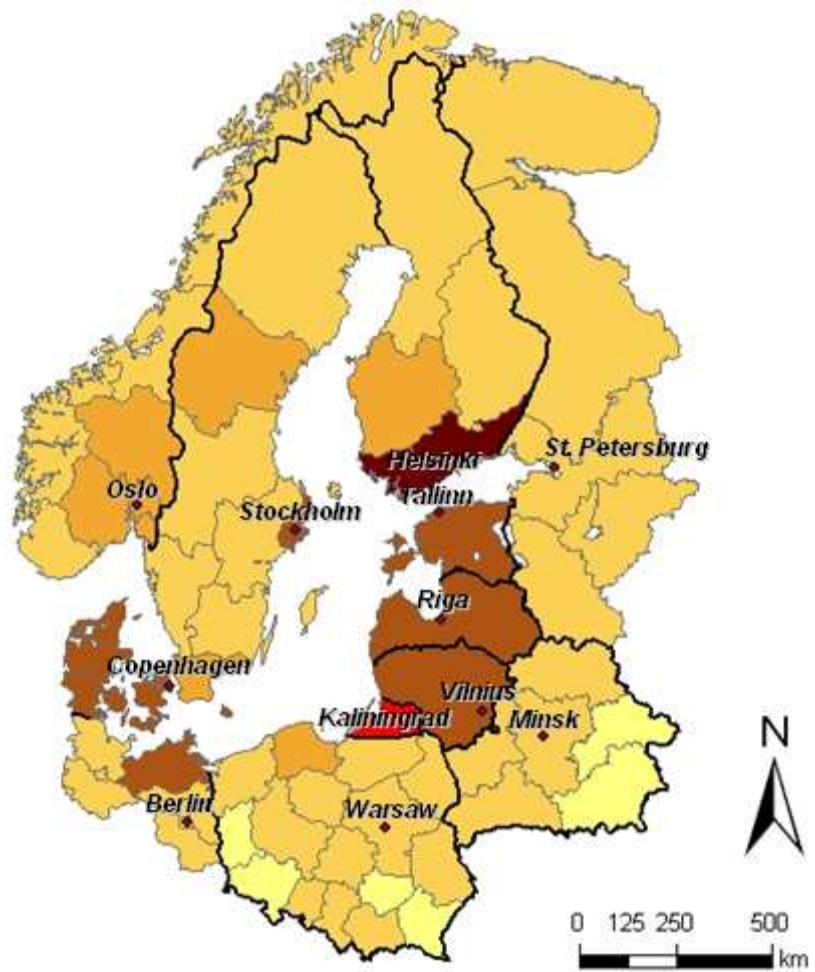 Helsinki
St. Petersburg
Oslo
Tallinn
Stockholm
Riga
Copenhagen
Vilnius
Kaliningrad
Minsk
N
Berlin
Warsaw
0 125 250 500
km